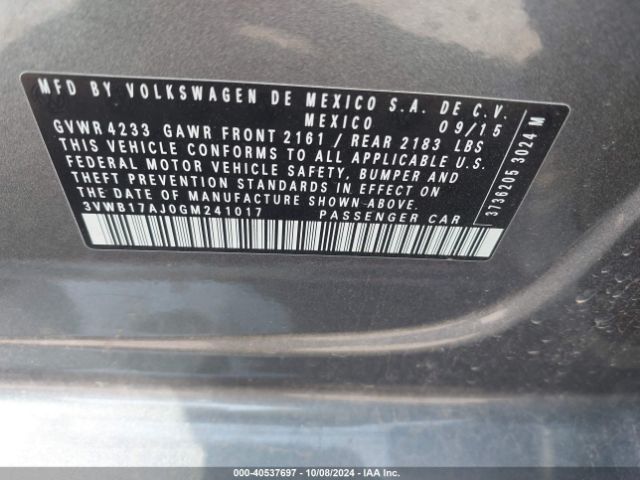 MFD BY VOLKSWAGEN DE MEXICO S.A. DE C.V.
MEXICO 09/15
GVWR 4233 GAWR FRONT 2161 / REAR 2183 LBS
THIS VEHICLE CONFORMS TO ALL APPLICABLE U.S.
FEDERAL MOTOR VEHICLE SAFETY, BUMPER AND
THEFT PREVENTION STANDARDS IN EFFECT ON
THE DATE OF MANUFACTURE SHOWN ABOVE.
3VWB17AJ0GM241017 PASSENGER CAR
3736205 3024 M
000-40537697 - 10/08/2024 - IAA Inc.